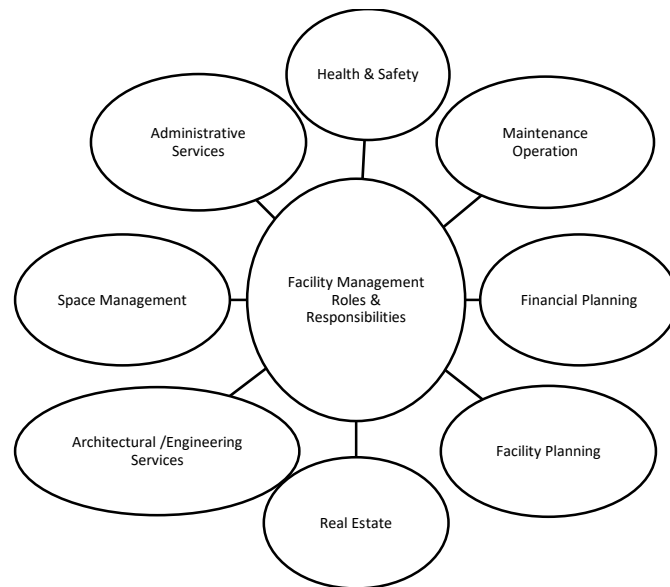 Health & Safety
Administrative
Services
Maintenance
Operation
Space Management
Facility Management
Roles &
Responsibilities
Financial Planning
Architectural /Engineering
Services
Facility Planning
Real Estate